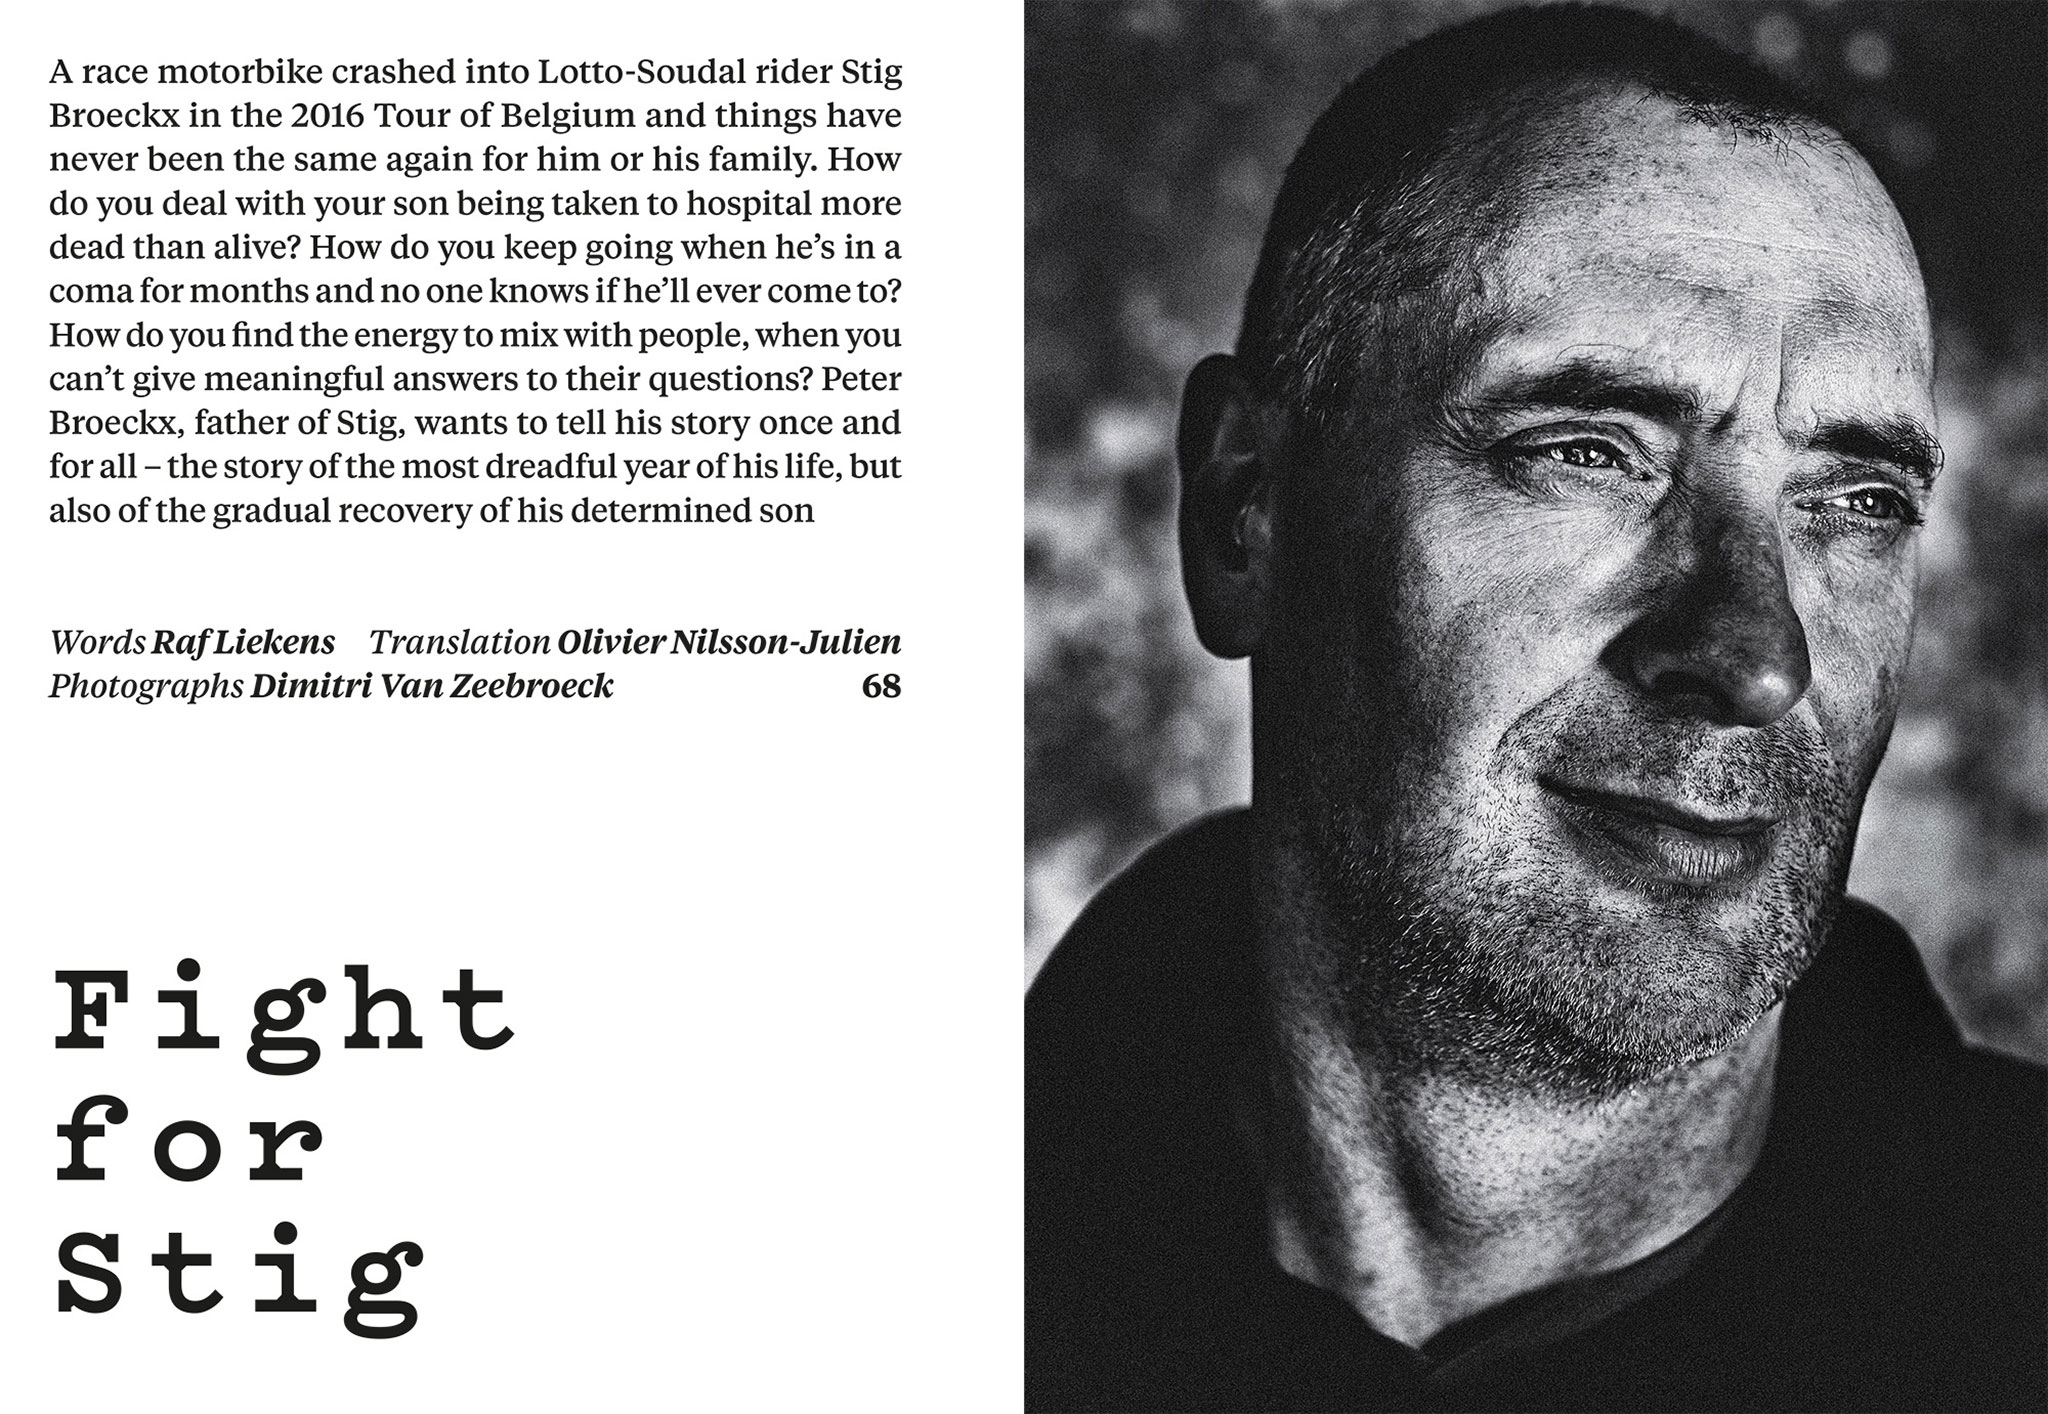 A race motorbike crashed into Lotto-Soudal rider Stig
Broeckx in the 2016 Tour of Belgium and things have
never been the same again for him or his family. How
do you deal with your son being taken to hospital more
dead than alive? How do you keep going when he’s in a
coma for months and no one knows if he’ll ever come to?
How do you find the energy to mix with people, when you
can’t give meaningful answers to their questions? Peter
Broeckx, father of Stig, wants to tell his story once and
for all – the story of the most dreadful year of his life, but
also of the gradual recovery of his determined son
Words Raf Liekens Translation Olivier Nilsson-Julien
Photographs Dimitri Van Zeebroeck 68
Fight
for
Stig